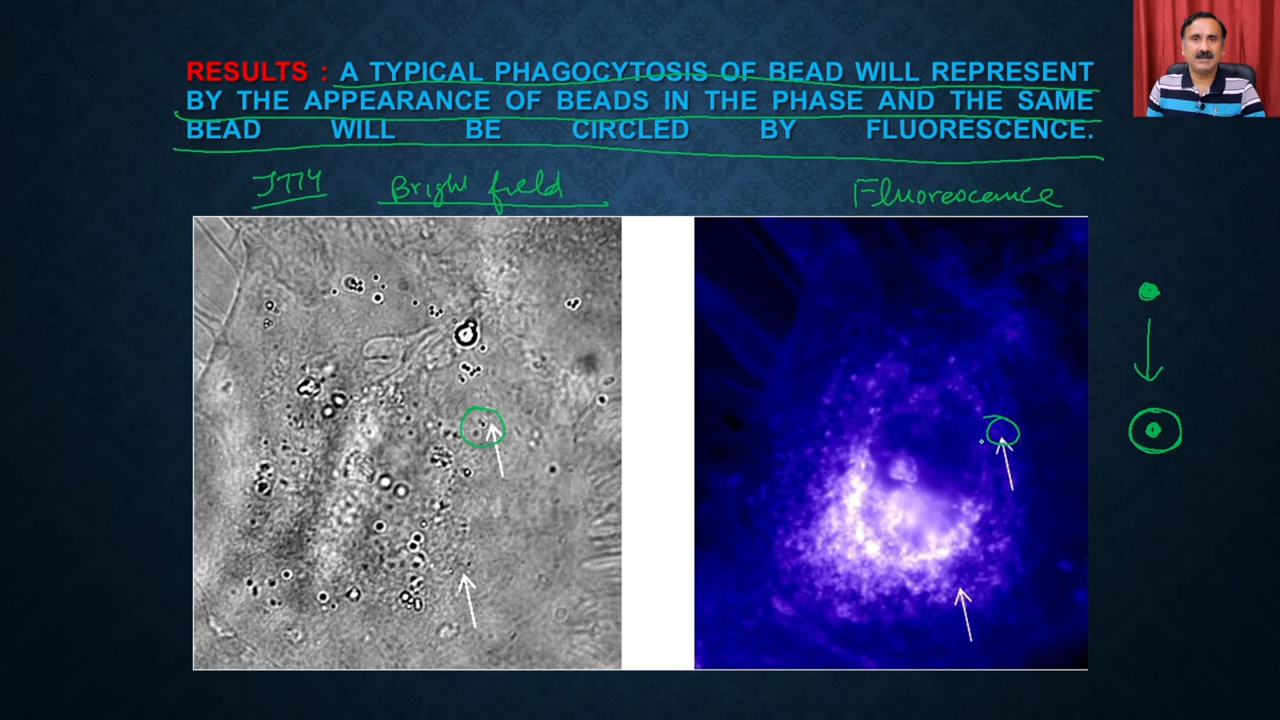 RESULTS : A TYPICAL PHAGOCYTOSIS OF BEAD WILL REPRESENT
BY THE APPEARANCE OF BEADS IN THE PHASE AND THE SAME
BEAD WILL BE CIRCLED BY FLUORESCENCE.
J774 Bright field Fluorescence